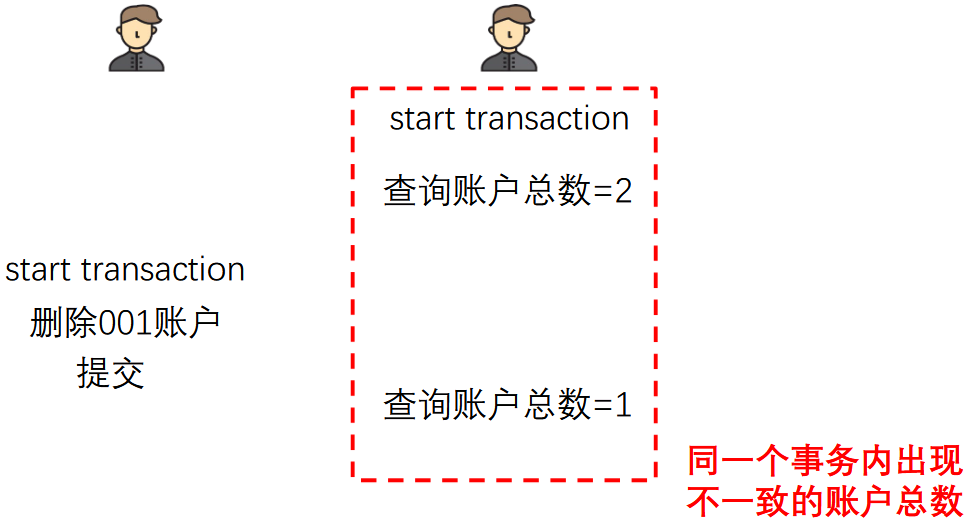 start transaction
查询账户总数=2
start transaction
删除001账户
提交
查询账户总数=1
同一个事务内出现
不一致的账户总数